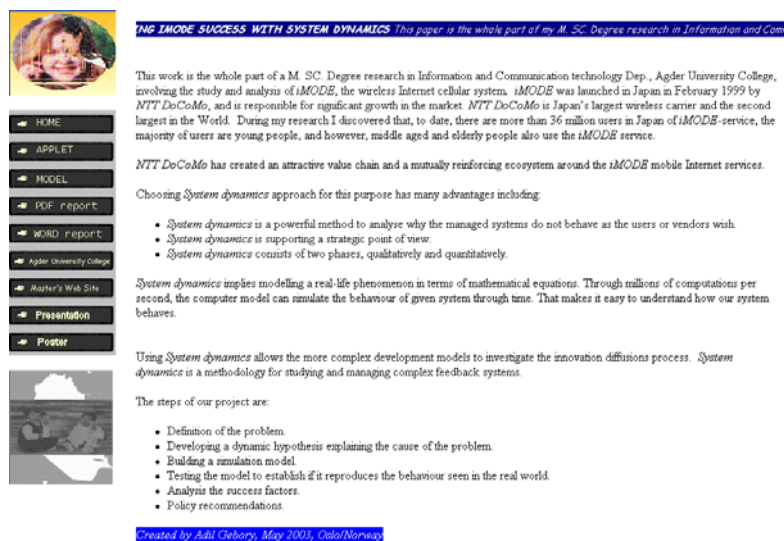 ING IMODE SUCCESS WITH SYSTEM DYNAMICS This paper is the whole part of my M. SC. Degree research in Information and Com
HOME
APPLET
MODEL
PDF report
WORD report
Agder University College
Master's Web Site
Presentation
Poster
This work is the whole part of a M. SC. Degree research in Information and Communication technology Dep., Agder University College,
involving the study and analysis of iMODE, the wireless Internet cellular system. iMODE was launched in Japan in February 1999 by
NTT DoCoMo, and is responsible for significant growth in the market. NTT DoCoMo is Japan's largest wireless carrier and the second
largest in the World. During my research I discovered that, to date, there are more than 36 million users in Japan of iMODE-service, the
majority of users are young people, and however, middle aged and elderly people also use the iMODE service.
NTT DoCoMo has created an attractive value chain and a mutually reinforcing ecosystem around the iMODE mobile Internet services.
Choosing System dynamics approach for this purpose has many advantages including:
• System dynamics is a powerful method to analyse why the managed systems do not behave as the users or vendors wish.
• System dynamics is supporting a strategic point of view.
• System dynamics consists of two phases, qualitatively and quantitatively.
System dynamics implies modelling a real-life phenomenon in terms of mathematical equations. Through millions of computations per
second, the computer model can simulate the behaviour of given system through time. That makes it easy to understand how our system
behaves.
Using System dynamics allows the more complex development models to investigate the innovation diffusions process. System
dynamics is a methodology for studying and managing complex feedback systems.
The steps of our project are:
• Definition of the problem.
• Developing a dynamic hypothesis explaining the cause of the problem.
• Building a simulation model.
• Testing the model to establish if it reproduces the behaviour seen in the real world.
• Analysis the success factors.
• Policy recommendations.
Created by Adil Gebory, May 2003, Oslo/Norway